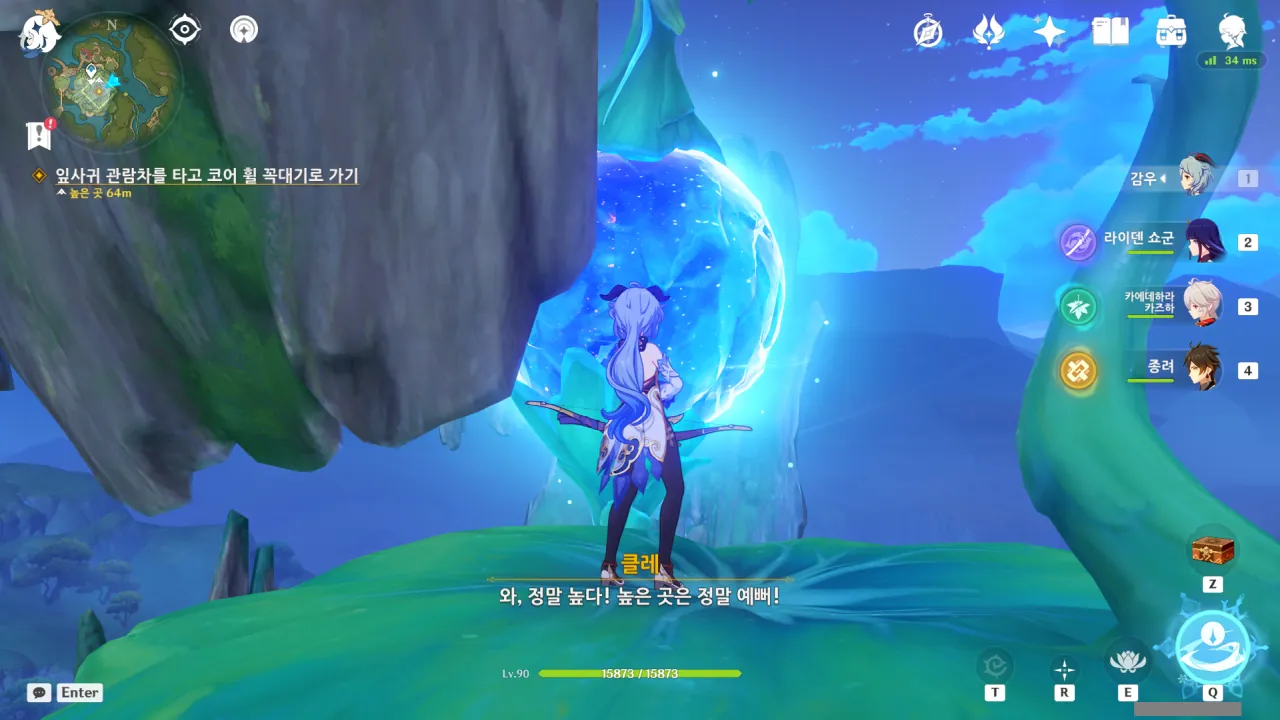 N
34 ms
잎사귀 관람차를 타고 코어 휠 꼭대기로 가기
높은 곳 64m
감우
1
라이덴 쇼군
2
카에데하라
카즈하
3
종려
4
클레
와, 정말 높다! 높은 곳은 정말 예뻐!
Z
Lv.90
15873 / 15873
Enter
T
R
E
Q